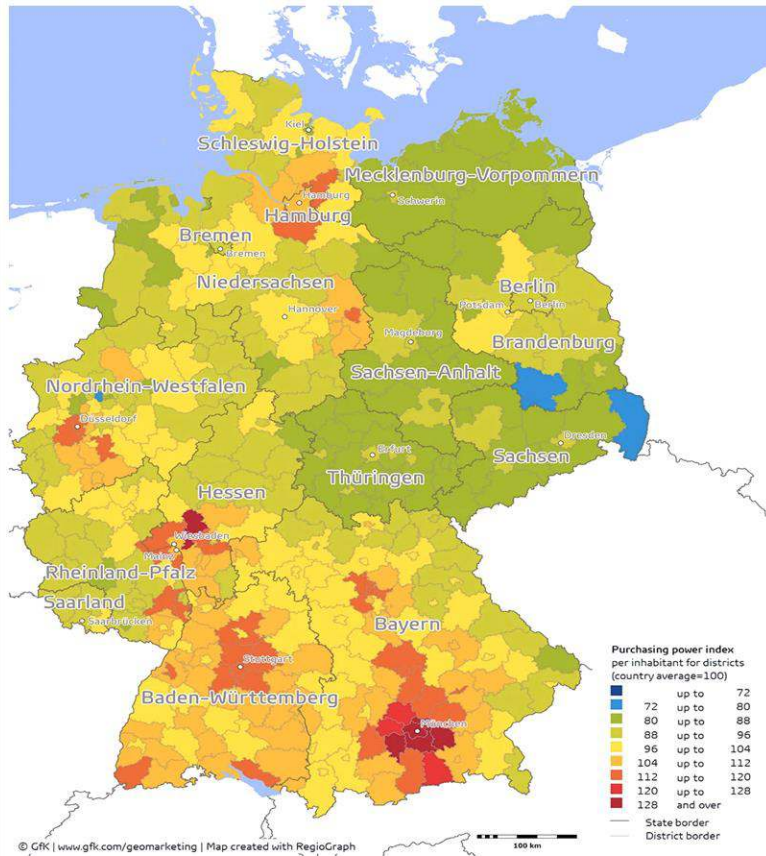 Kiel
Schleswig-Holstein
Mecklenburg-Vorpommern
Schwerin
Hamburg
Hamburg
Bremen
Bremen
Niedersachsen
Hannover
Berlin
Potsdam
Berlin
Brandenburg
Magdeburg
Sachsen-Anhalt
Nordrhein-Westfalen
Düsseldorf
Dresden
Sachsen
Erfurt
Thüringen
Hessen
Wiesbaden
Mainz
Rheinland-Pfalz
Saarland
Saarbrücken
Bayern
Stuttgart
Baden-Württemberg
München
Purchasing power index
per inhabitant for districts
(country average=100)
up to 72
72 up to 80
80 up to 88
88 up to 96
96 up to 104
104 up to 112
112 up to 120
120 up to 128
128 and over
State border
District border
100 km
© GfK | www.gfk.com/geomarketing | Map created with RegioGraph